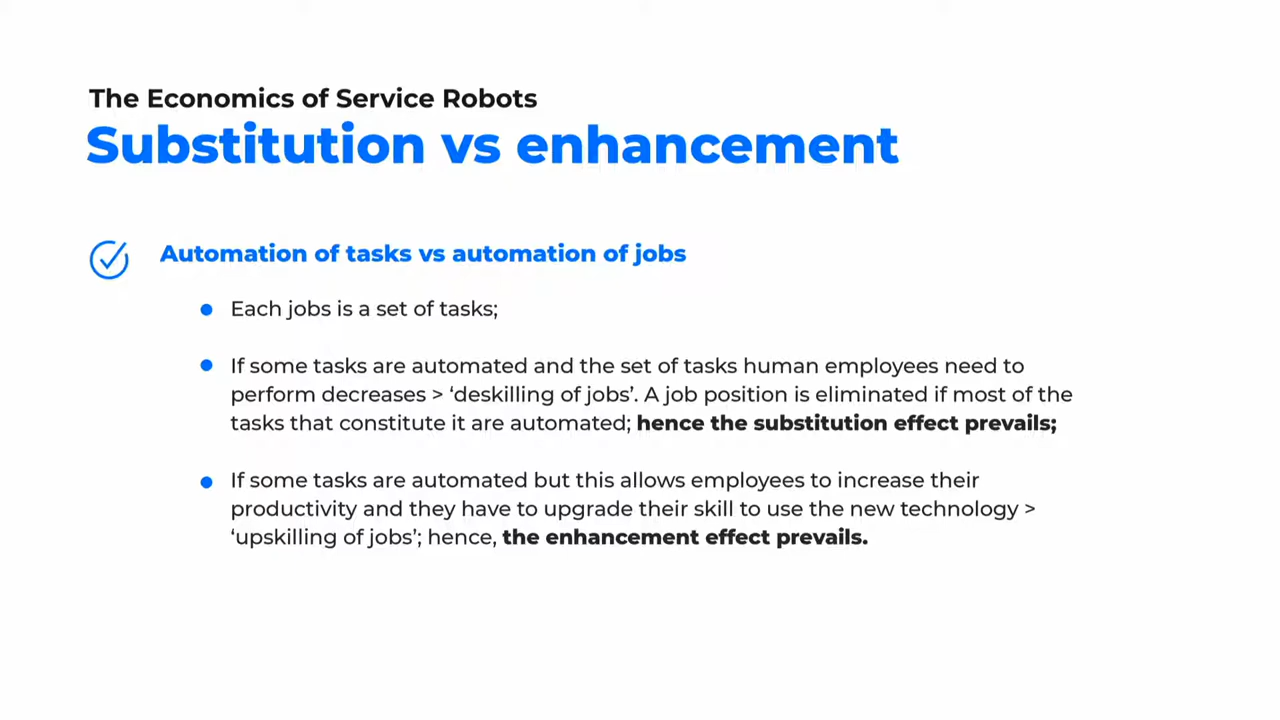 The Economics of Service Robots
Substitution vs enhancement
Automation of tasks vs automation of jobs
Each jobs is a set of tasks;
If some tasks are automated and the set of tasks human employees need to
perform decreases > ‘deskilling of jobs’. A job position is eliminated if most of the
tasks that constitute it are automated; hence the substitution effect prevails;
If some tasks are automated but this allows employees to increase their
productivity and they have to upgrade their skill to use the new technology >
‘upskilling of jobs’; hence, the enhancement effect prevails.